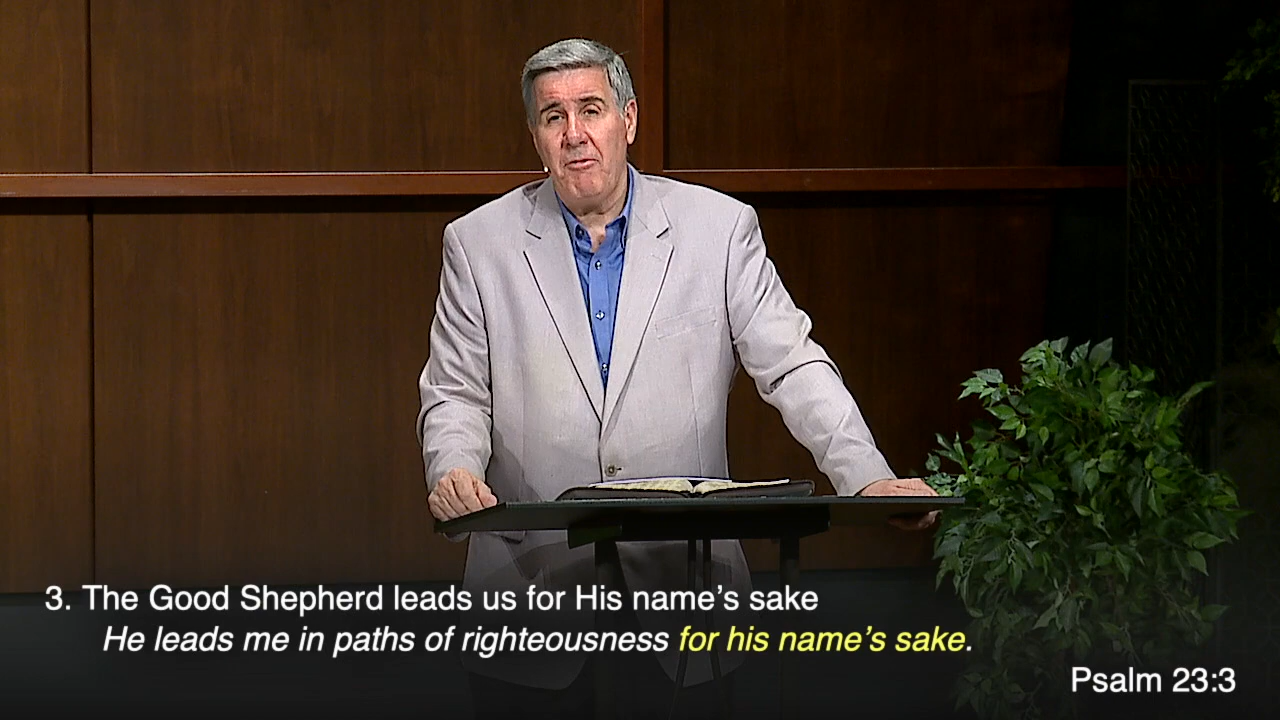 3. The Good Shepherd leads us for His name’s sake
He leads me in paths of righteousness for his name’s sake.
Psalm 23:3